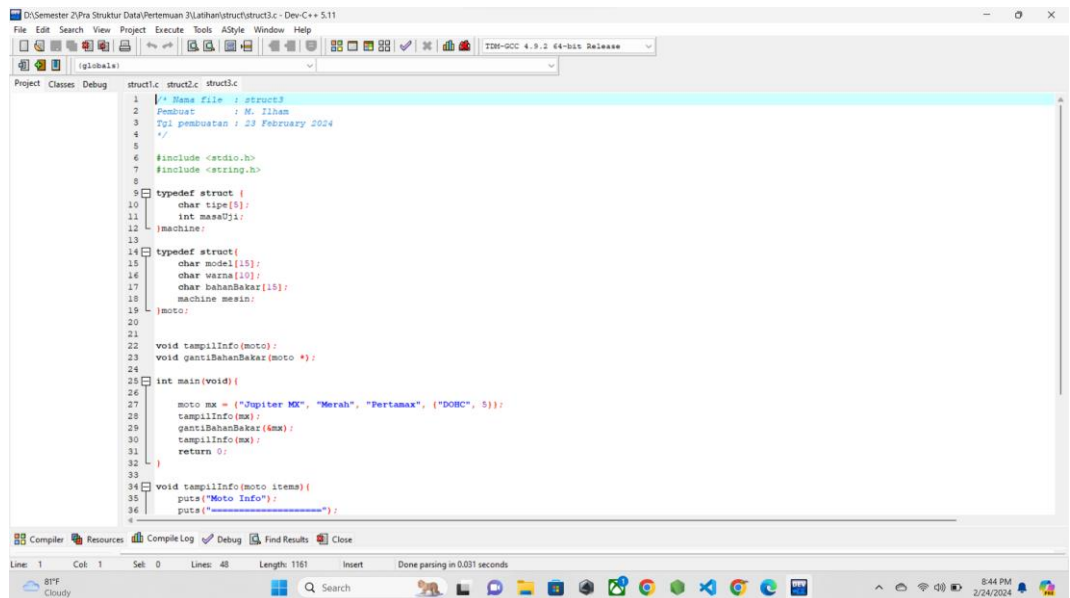 D:\Semester 2\Pra Struktur Data\Pertemuan 3\Latihan\struct\struct3.c - Dev-C++ 5.11
File Edit Search View Project Execute Tools AStyle Window Help
TDM-GCC 4.9.2 64-bit Release
(globals)
Project Classes Debug struct1.c struct2.c struct3.c
1 /* Nama file : struct3
2 Pembuat : M. Ilham
3 Tgl pembuatan : 23 February 2024
4 */
5
6 #include <stdio.h>
7 #include <string.h>
8
9 typedef struct {
10 char tipe[5];
11 int masaUji;
12 }machine;
13
14 typedef struct{
15 char model[15];
16 char warna[10];
17 char bahanBakar[15];
18 machine mesin;
19 }moto;
20
21
22 void tampilInfo(moto);
23 void gantiBahanBakar(moto *);
24
25 int main(void){
26
27 moto mx = {"Jupiter MX", "Merah", "Pertamax", {"DOHC", 5}};
28 tampilInfo(mx);
29 gantiBahanBakar(&mx);
30 tampilInfo(mx);
31 return 0;
32 }
33
34 void tampilInfo(moto items){
35 puts("Moto Info");
36 puts("=====================");
Compiler Resources Compile Log Debug Find Results Close
Line: 1 Col: 1 Sel: 0 Lines: 48 Length: 1161 Insert Done parsing in 0.031 seconds
81°F
Cloudy
Search
8:44 PM
2/24/2024